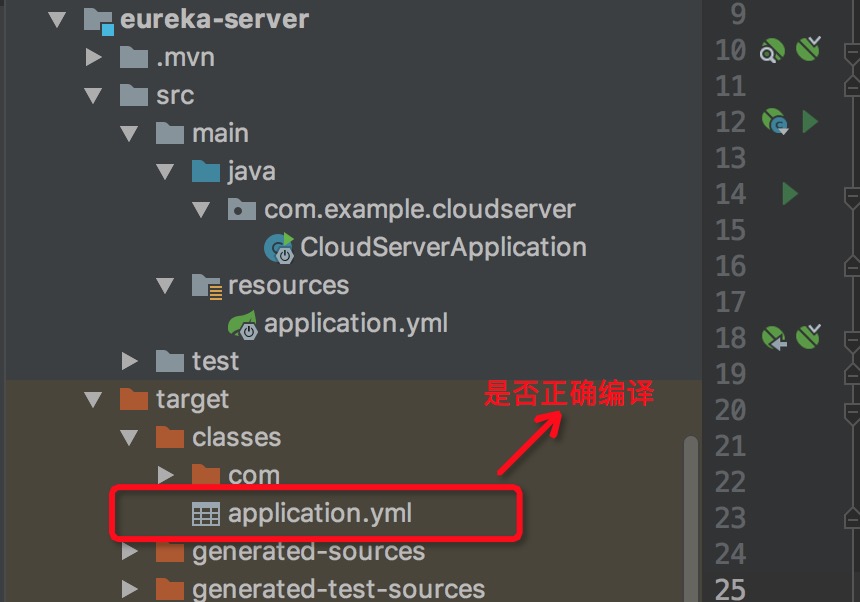 eureka-server
.mvn
src
main
java
com.example.cloudserver
CloudServerApplication
resources
application.yml
test
target
是否正确编译
classes
com
application.yml
generated-sources
generated-test-sources
9
10
11
12
13
14
15
16
17
18
19
20
21
22
23
24
25